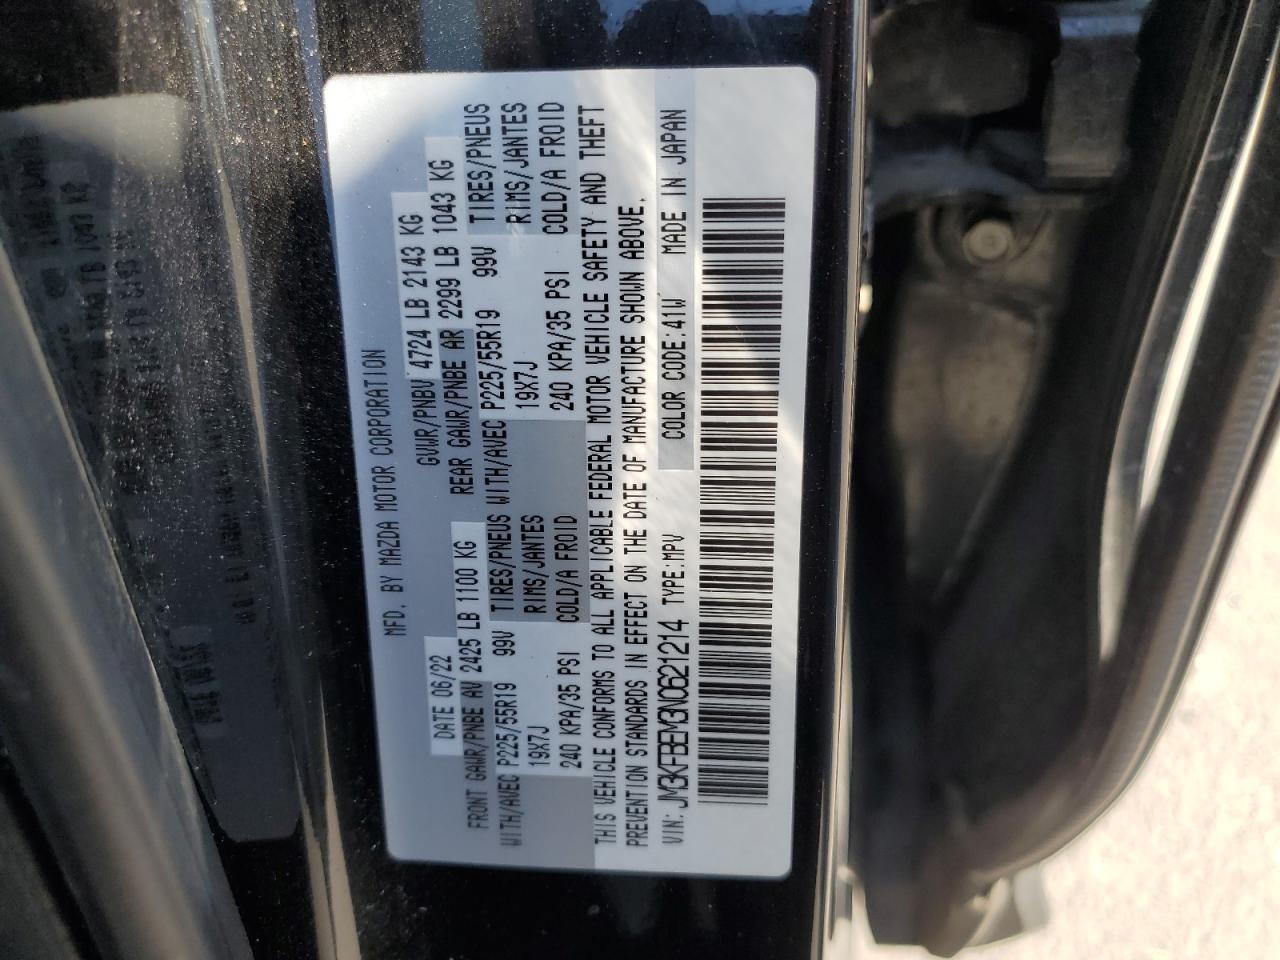 MFD. BY MAZDA MOTOR CORPORATION
DATE 06/22 GVWR/PNBV 4724 LB 2143 KG
FRONT GAWR/PNBE AV 2425 LB 1100 KG REAR GAWR/PNBE AR 2299 LB 1043 KG
WITH/AVEC P225/55R19 99V TIRES/PNEUS WITH/AVEC P225/55R19 99V TIRES/PNEUS
19X7J RIMS/JANTES 19X7J RIMS/JANTES
240 KPA/35 PSI COLD/A FROID 240 KPA/35 PSI COLD/A FROID
THIS VEHICLE CONFORMS TO ALL APPLICABLE FEDERAL MOTOR VEHICLE SAFETY AND THEFT
PREVENTION STANDARDS IN EFFECT ON THE DATE OF MANUFACTURE SHOWN ABOVE.
VIN: JM3KFBEM3N0621214 TYPE:MPV COLOR CODE:41W MADE IN JAPAN